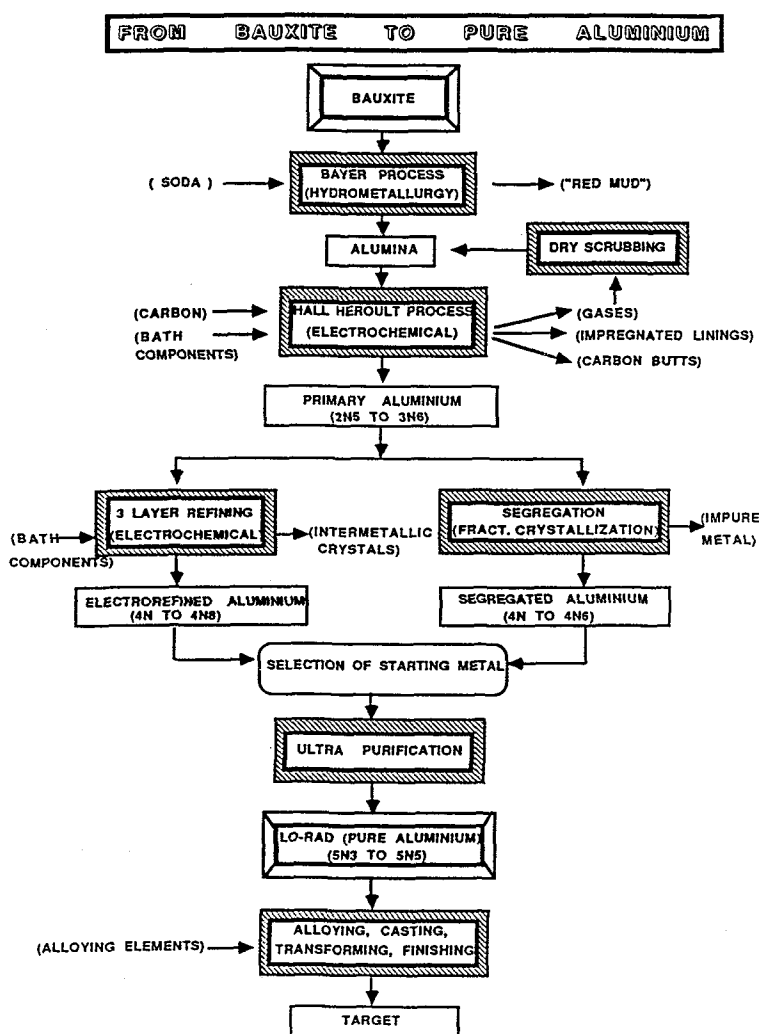 FROM BAUXITE TO PURE ALUMINIUM
BAUXITE
( SODA )
BAYER PROCESS
(HYDROMETALLURGY)
("RED MUD")
ALUMINA
DRY SCRUBBING
(CARBON)
(BATH
COMPONENTS)
HALL HEROULT PROCESS
(ELECTROCHEMICAL)
(GASES)
(IMPREGNATED LININGS)
(CARBON BUTTS)
PRIMARY ALUMINIUM
(2N5 TO 3N6)
(BATH
COMPONENTS)
3 LAYER REFINING
(ELECTROCHEMICAL)
(INTERMETALLIC
CRYSTALS)
SEGREGATION
(FRACT. CRYSTALLIZATION)
(IMPURE
METAL)
ELECTROREFINED ALUMINIUM
(4N TO 4N8)
SEGREGATED ALUMINIUM
(4N TO 4N6)
SELECTION OF STARTING METAL
ULTRA PURIFICATION
LO-RAD (PURE ALUMINIUM)
(5N3 TO 5N5)
(ALLOYING ELEMENTS)
ALLOYING, CASTING,
TRANSFORMING, FINISHING
TARGET